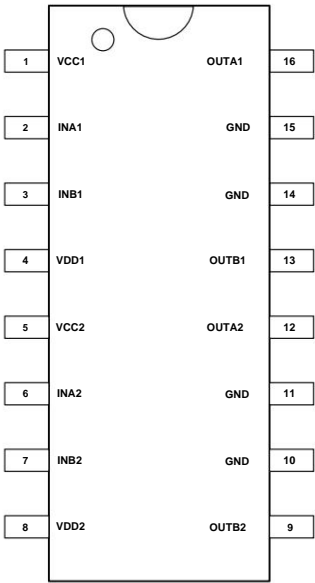 1 VCC1 OUTA1 16
2 INA1 GND 15
3 INB1 GND 14
4 VDD1 OUTB1 13
5 VCC2 OUTA2 12
6 INA2 GND 11
7 INB2 GND 10
8 VDD2 OUTB2 9